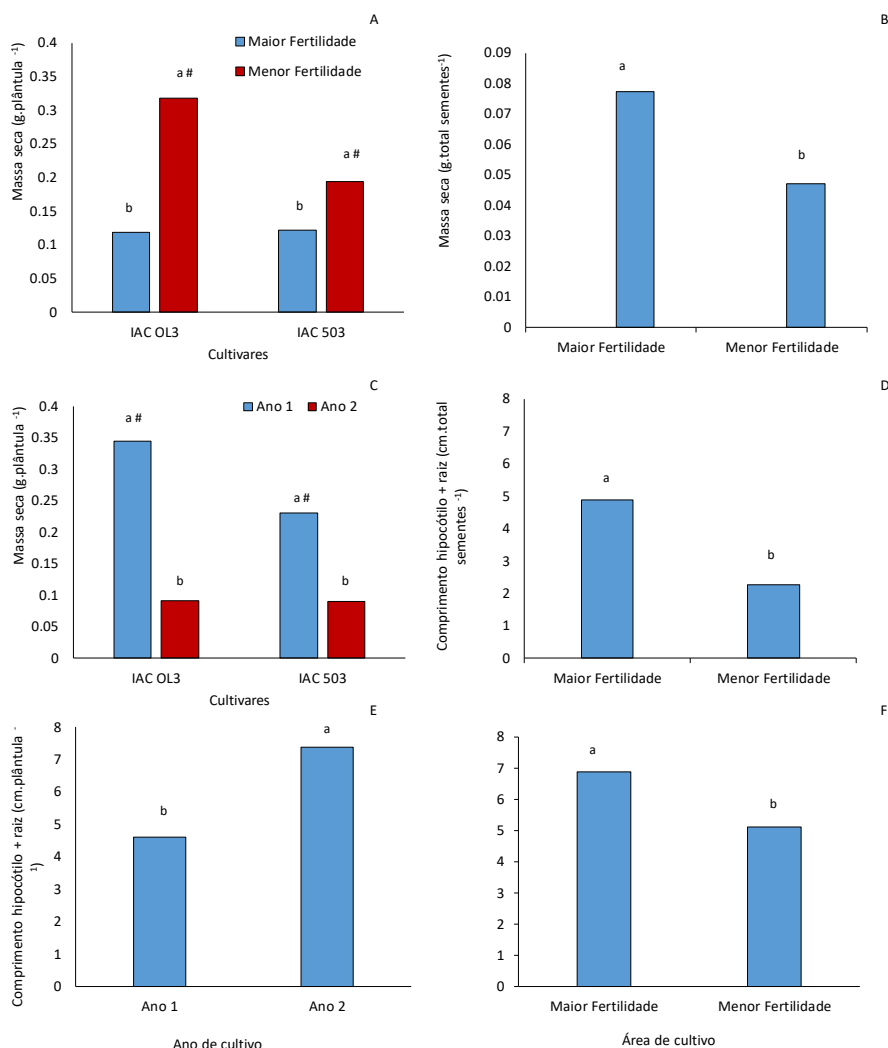 A
Massa seca (g.plântula ⁻¹)
0.4
0.35
0.3
0.25
0.2
0.15
0.1
0.05
0
Maior Fertilidade
Menor Fertilidade
b
a #
b
a #
IAC OL3
IAC 503
Cultivares
B
Massa seca (g.total sementes⁻¹)
0.09
0.08
0.07
0.06
0.05
0.04
0.03
0.02
0.01
0
a
b
Maior Fertilidade
Menor Fertilidade
C
Massa seca (g.plântula ⁻¹)
0.4
0.35
0.3
0.25
0.2
0.15
0.1
0.05
0
Ano 1
Ano 2
a #
b
a #
b
IAC OL3
IAC 503
Cultivares
D
Comprimento hipocótilo + raiz (cm.total
sementes ⁻¹)
8
7
6
5
4
3
2
1
0
a
b
Maior Fertilidade
Menor Fertilidade
E
Comprimento hipocótilo + raiz (cm.plântula ⁻
¹)
8
7
6
5
4
3
2
1
0
b
a
Ano 1
Ano 2
Ano de cultivo
F
8
7
6
5
4
3
2
1
0
a
b
Maior Fertilidade
Menor Fertilidade
Área de cultivo